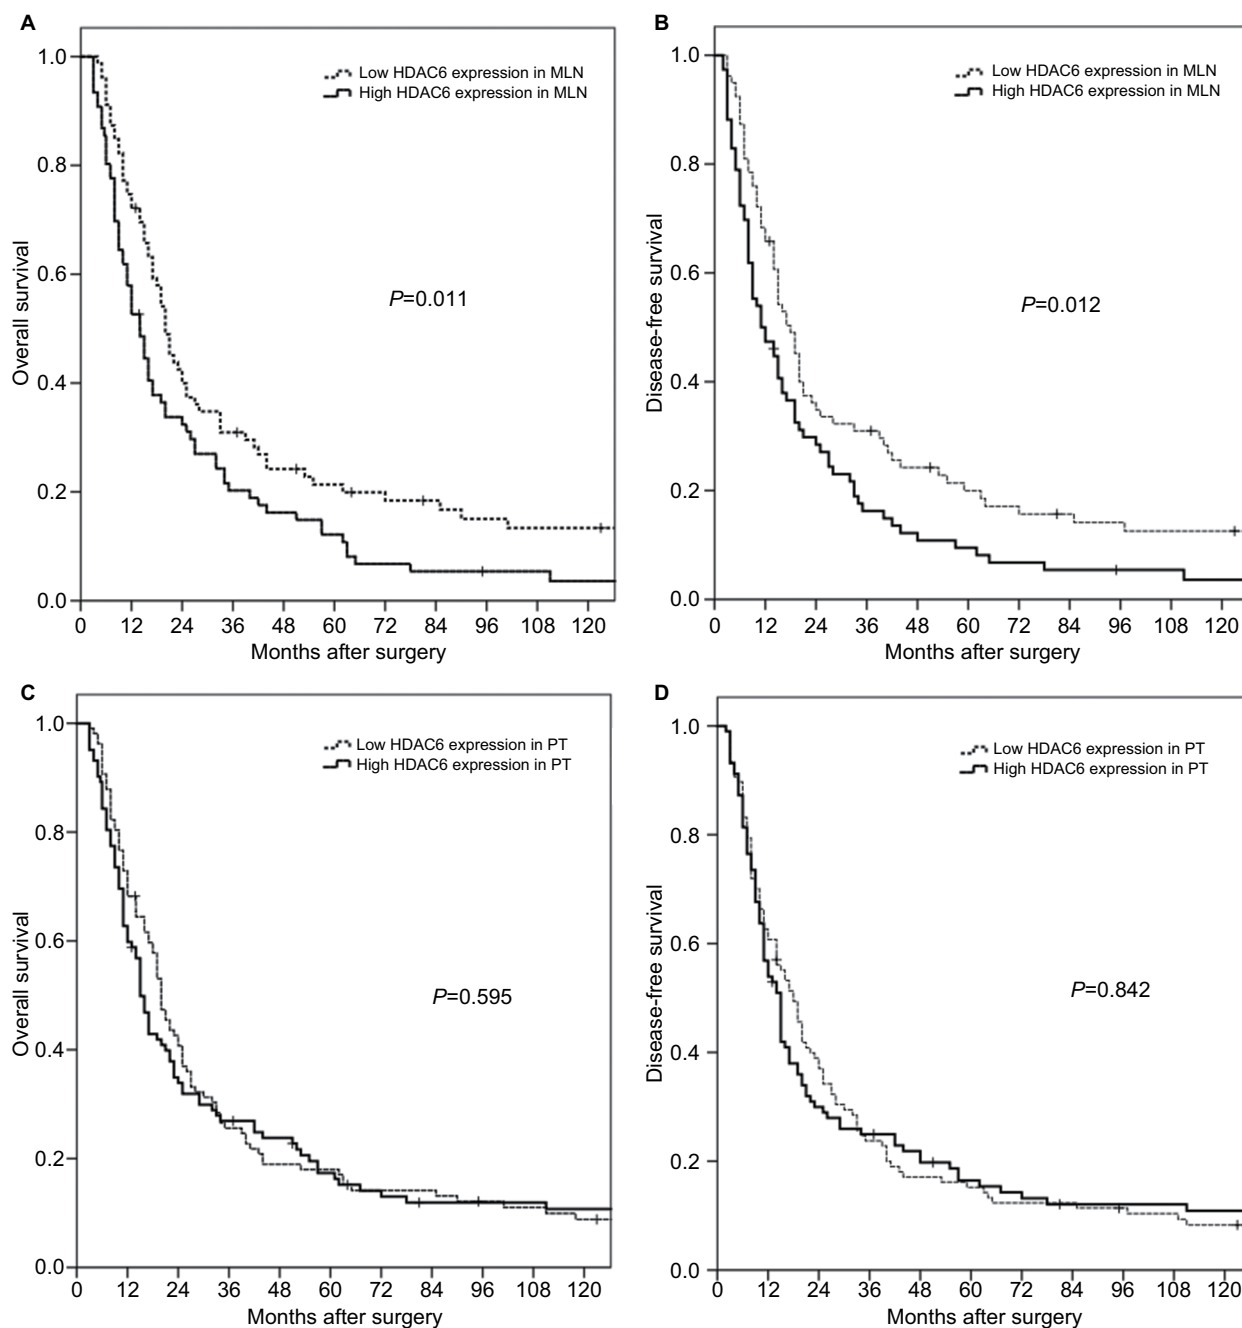 A
1.0
0.8
0.6
0.4
0.2
0.0
Overall survival
Low HDAC6 expression in MLN
High HDAC6 expression in MLN
P=0.011
0 12 24 36 48 60 72 84 96 108 120
Months after surgery
B
1.0
0.8
0.6
0.4
0.2
0.0
Disease-free survival
Low HDAC6 expression in MLN
High HDAC6 expression in MLN
P=0.012
0 12 24 36 48 60 72 84 96 108 120
Months after surgery
C
1.0
0.8
0.6
0.4
0.2
0.0
Overall survival
Low HDAC6 expression in PT
High HDAC6 expression in PT
P=0.595
0 12 24 36 48 60 72 84 96 108 120
Months after surgery
D
1.0
0.8
0.6
0.4
0.2
0.0
Disease-free survival
Low HDAC6 expression in PT
High HDAC6 expression in PT
P=0.842
0 12 24 36 48 60 72 84 96 108 120
Months after surgery